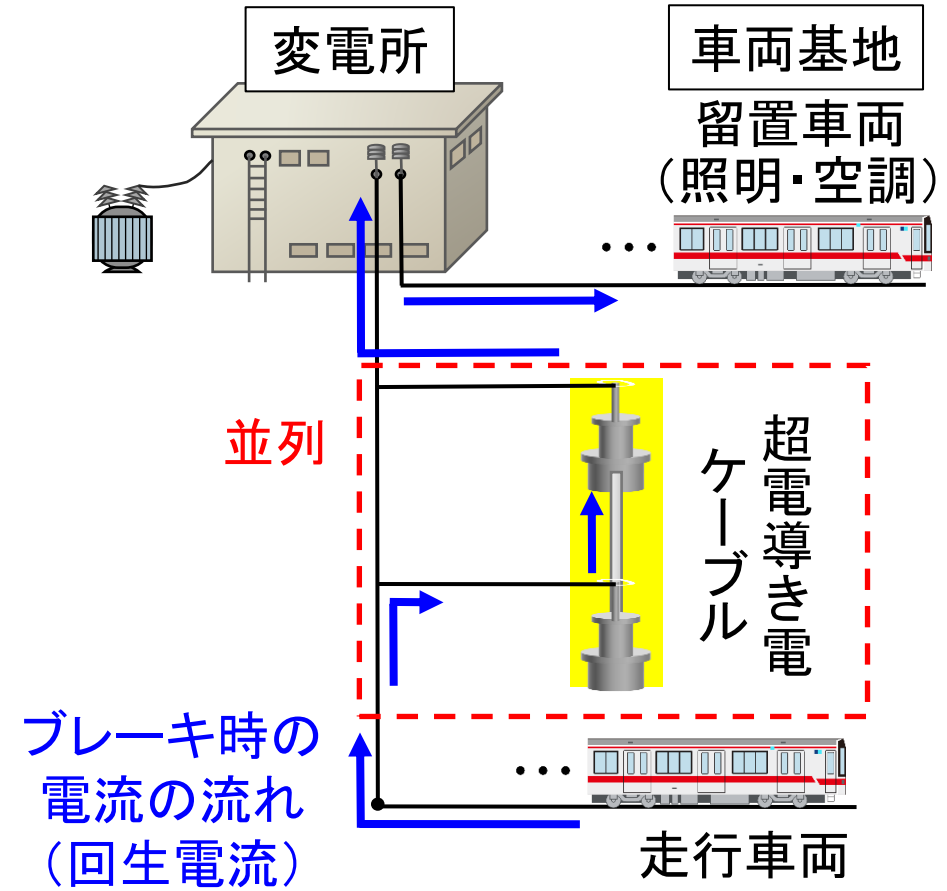 変電所
車両基地
留置車両
（照明・空調）
並列
超電導き電
ケーブル
ブレーキ時の
電流の流れ
（回生電流）
走行車両